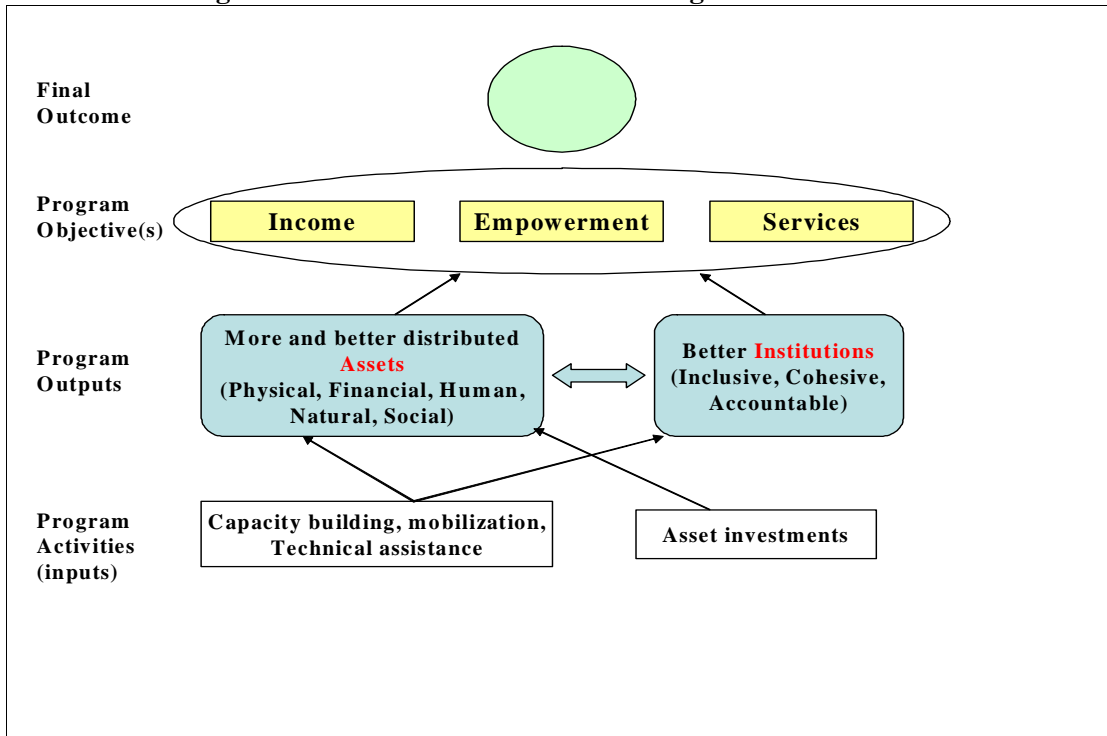 Final
Outcome
Program
Objective(s)
Income
Empowerment
Services
Program
Outputs
More and better distributed
Assets
(Physical, Financial, Human,
Natural, Social)
Better Institutions
(Inclusive, Cohesive,
Accountable)
Program
Activities
(inputs)
Capacity building, mobilization,
Technical assistance
Asset investments